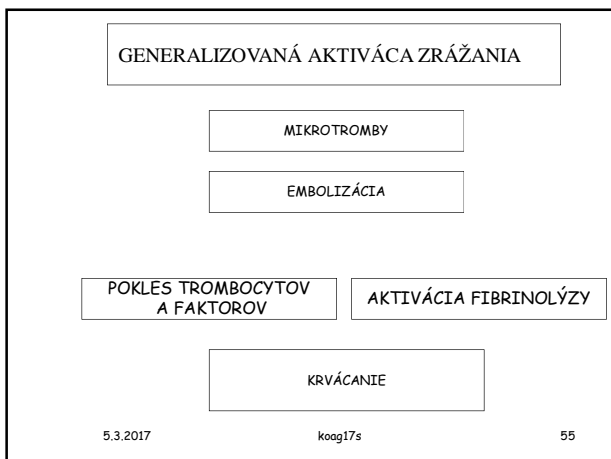 GENERALIZOVANÁ AKTIVÁCA ZRÁŽANIA
MIKROTROMBY
EMBOLIZÁCIA
POKLES TROMBOCYTOV
A FAKTOROV
AKTIVÁCIA FIBRINOLÝZY
KRVÁCANIE
5.3.2017 koag17s 55